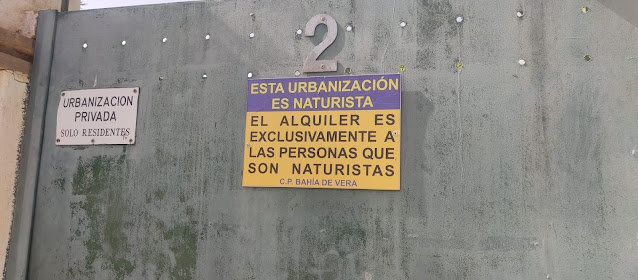 2
URBANIZACION
PRIVADA
SOLO RESIDENTES
ESTA URBANIZACIÓN
ES NATURISTA
EL ALQUILER ES
EXCLUSIVAMENTE A
LAS PERSONAS QUE
SON NATURISTAS
C.P. BAHÍA DE VERA